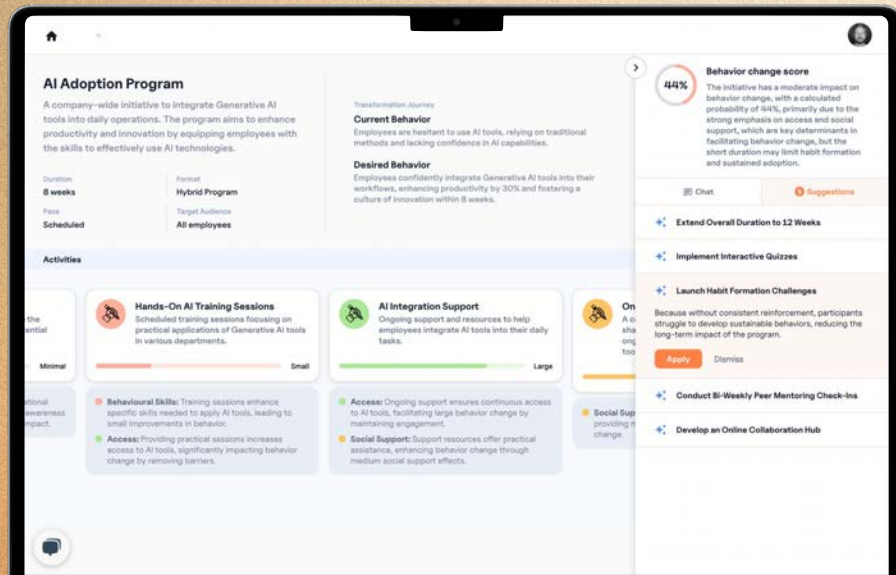 AI Adoption Program
A company-wide initiative to integrate Generative AI
tools into daily operations. The program aims to enhance
productivity and innovation by equipping employees with
the skills to effectively use AI technologies.
Duration
8 weeks
Format
Hybrid Program
Pace
Scheduled
Target Audience
All employees
Transformation Journey
Current Behavior
Employees are hesitant to use AI tools, relying on traditional
methods and lacking confidence in AI capabilities.
Desired Behavior
Employees confidently integrate Generative AI tools into their
workflows, enhancing productivity by 30% and fostering a
culture of innovation within 8 weeks.
Activities
the
ential
Minimal
ational
awareness
mpact.
Hands-On AI Training Sessions
Scheduled training sessions focusing on
practical applications of Generative AI tools
in various departments.
Small
Behavioural Skills: Training sessions enhance
specific skills needed to apply AI tools, leading to
small improvements in behavior.
Access: Providing practical sessions increases
access to AI tools, significantly impacting behavior
change by removing barriers.
AI Integration Support
Ongoing support and resources to help
employees integrate AI tools into their daily
tasks.
Large
Access: Ongoing support ensures continuous access
to AI tools, facilitating large behavior change by
maintaining engagement.
Social Support: Support resources offer practical
assistance, enhancing behavior change through
medium social support effects.
On
A c
sha
ong
too
Social Sup
providing m
change.
44%
Behavior change score
The initiative has a moderate impact on
behavior change, with a calculated
probability of 44%, primarily due to the
strong emphasis on access and social
support, which are key determinants in
facilitating behavior change, but the
short duration may limit habit formation
and sustained adoption.
Chat
5 Suggestions
Extend Overall Duration to 12 Weeks
Implement Interactive Quizzes
Launch Habit Formation Challenges
Because without consistent reinforcement, participants
struggle to develop sustainable behaviors, reducing the
long-term impact of the program.
Apply
Dismiss
Conduct Bi-Weekly Peer Mentoring Check-Ins
Develop an Online Collaboration Hub